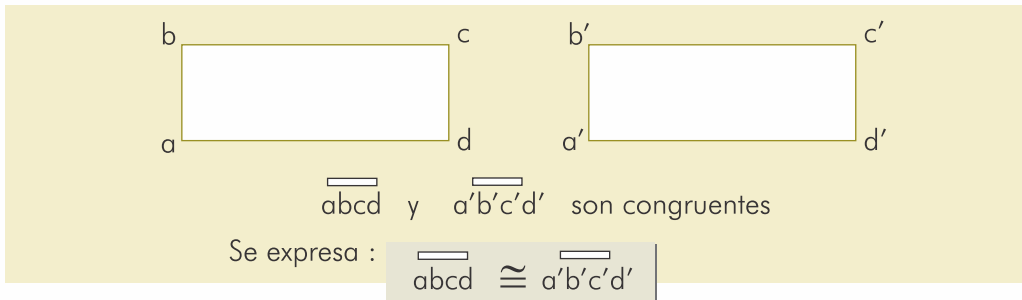 b c b′ c′
a d a′ d′
abcd y a′b′c′d′ son congruentes
Se expresa : abcd ≅ a′b′c′d′